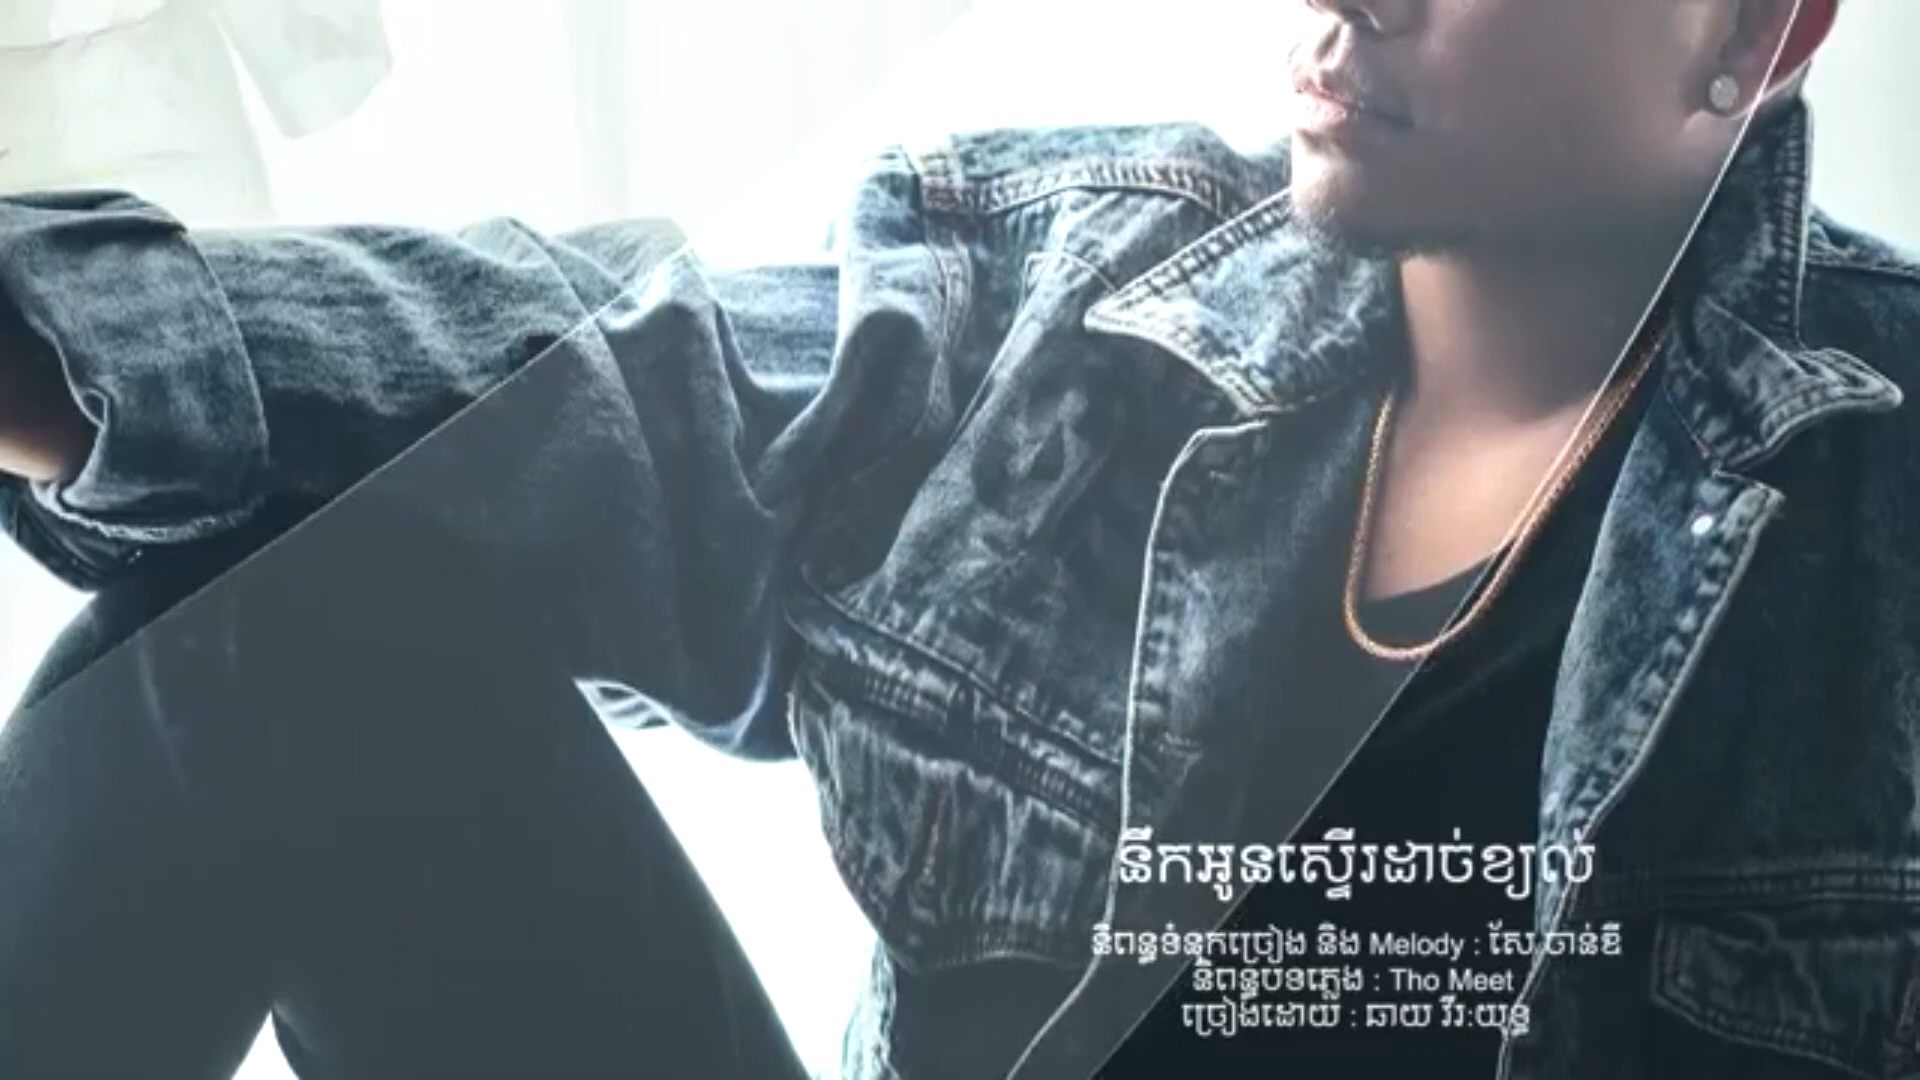 នឹកអូនស្ទើរដាច់ខ្យល់
និពន្ធទំនុកច្រៀង និង Melody : សែ ចាន់ឌី
និពន្ធបទភ្លេង : Tho Meet
ច្រៀងដោយ : ឆាយ វីរៈយុទ្ធ